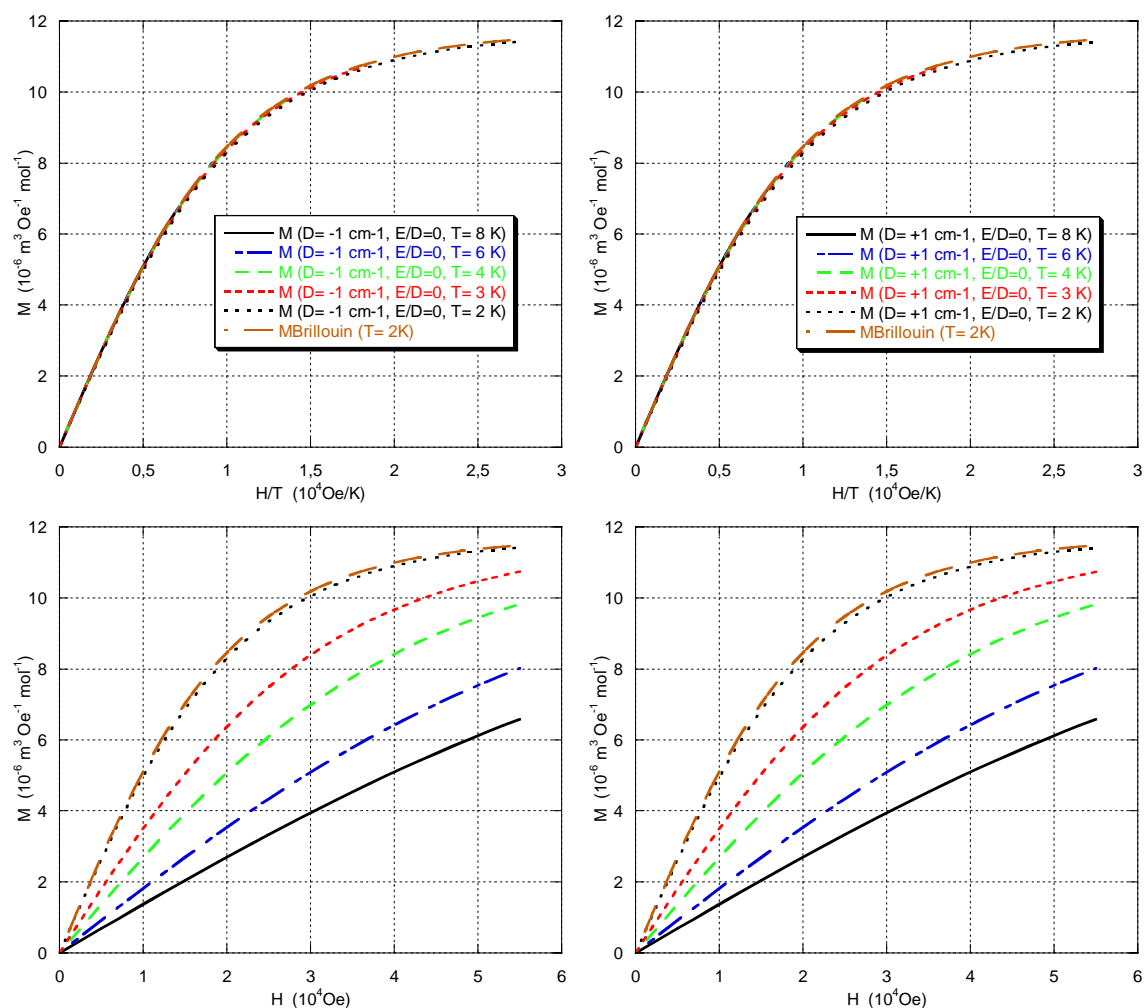 12
10
8
6
4
2
0
M (10⁻⁶ m³ Oe⁻¹ mol⁻¹)
M (D= -1 cm-1, E/D=0, T= 8 K)
M (D= -1 cm-1, E/D=0, T= 6 K)
M (D= -1 cm-1, E/D=0, T= 4 K)
M (D= -1 cm-1, E/D=0, T= 3 K)
M (D= -1 cm-1, E/D=0, T= 2 K)
MBrillouin (T= 2K)
0 0,5 1 1,5 2 2,5 3
H/T (10⁴Oe/K)
12
10
8
6
4
2
0
M (10⁻⁶ m³ Oe⁻¹ mol⁻¹)
M (D= +1 cm-1, E/D=0, T= 8 K)
M (D= +1 cm-1, E/D=0, T= 6 K)
M (D= +1 cm-1, E/D=0, T= 4 K)
M (D= +1 cm-1, E/D=0, T= 3 K)
M (D= +1 cm-1, E/D=0, T= 2 K)
MBrillouin (T= 2K)
0 0,5 1 1,5 2 2,5 3
H/T (10⁴Oe/K)
12
10
8
6
4
2
0
M (10⁻⁶ m³ Oe⁻¹ mol⁻¹)
0 1 2 3 4 5 6
H (10⁴Oe)
12
10
8
6
4
2
0
M (10⁻⁶ m³ Oe⁻¹ mol⁻¹)
0 1 2 3 4 5 6
H (10⁴Oe)